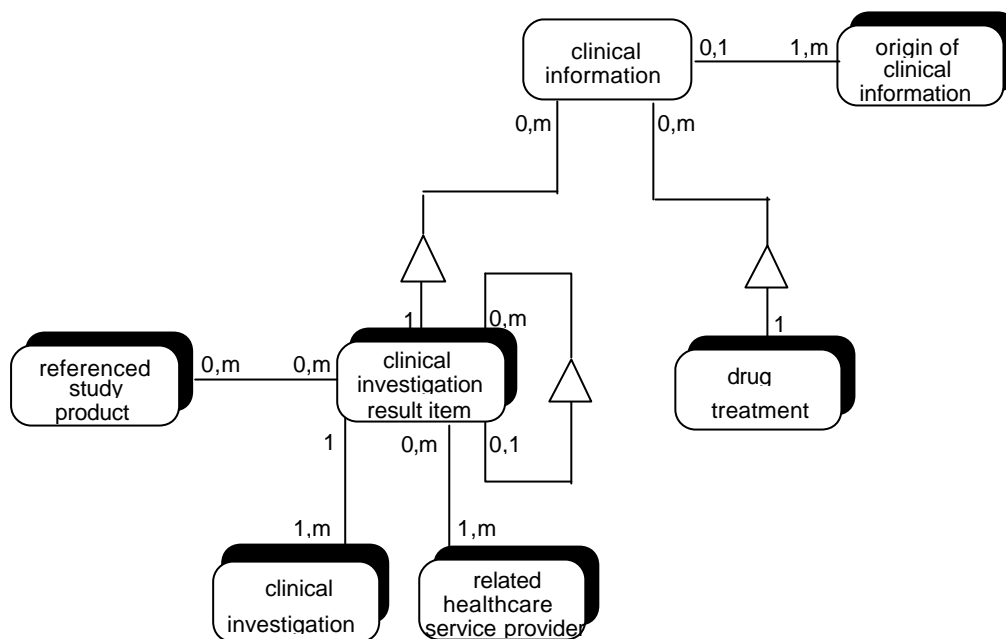 clinical
information
0,1
1,m
origin of
clinical
information
0,m
0,m
1
0,m
1
referenced
study
product
0,m
0,m
clinical
investigation
result item
drug
treatment
1
0,m
0,1
1,m
1,m
clinical
investigation
related
healthcare
service provider